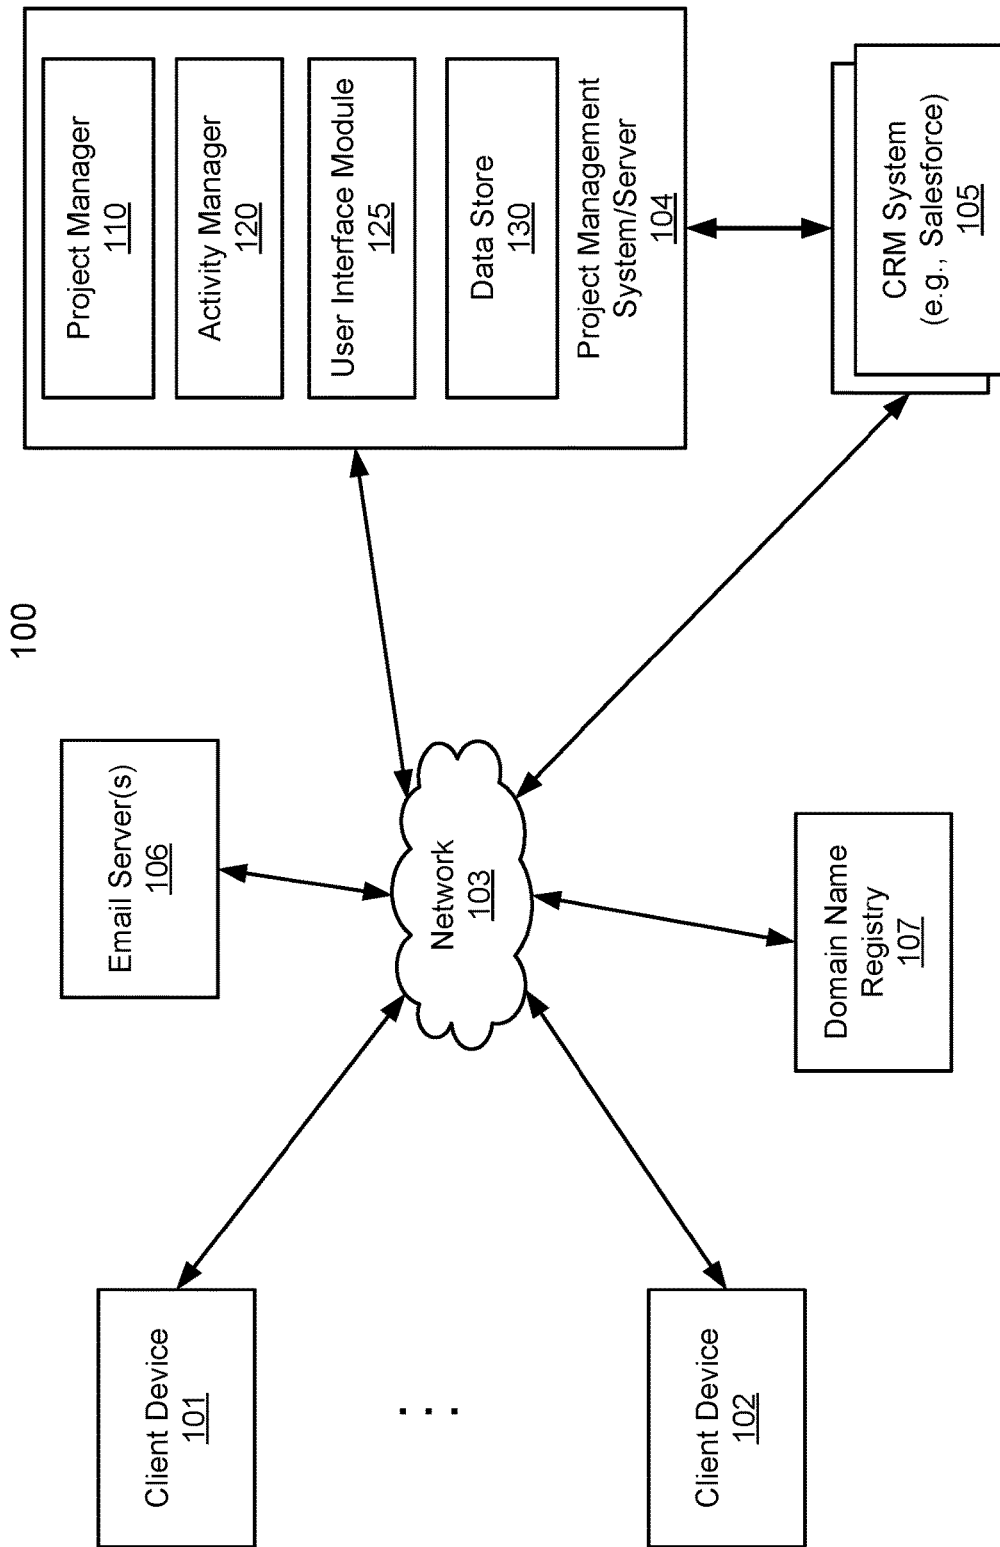 100
Client Device
101
. . .
Client Device
102
Email Server(s)
106
Network
103
Domain Name
Registry
107
Project Manager
110
Activity Manager
120
User Interface Module
125
Data Store
130
Project Management
System/Server
104
CRM System
(e.g., Salesforce)
105